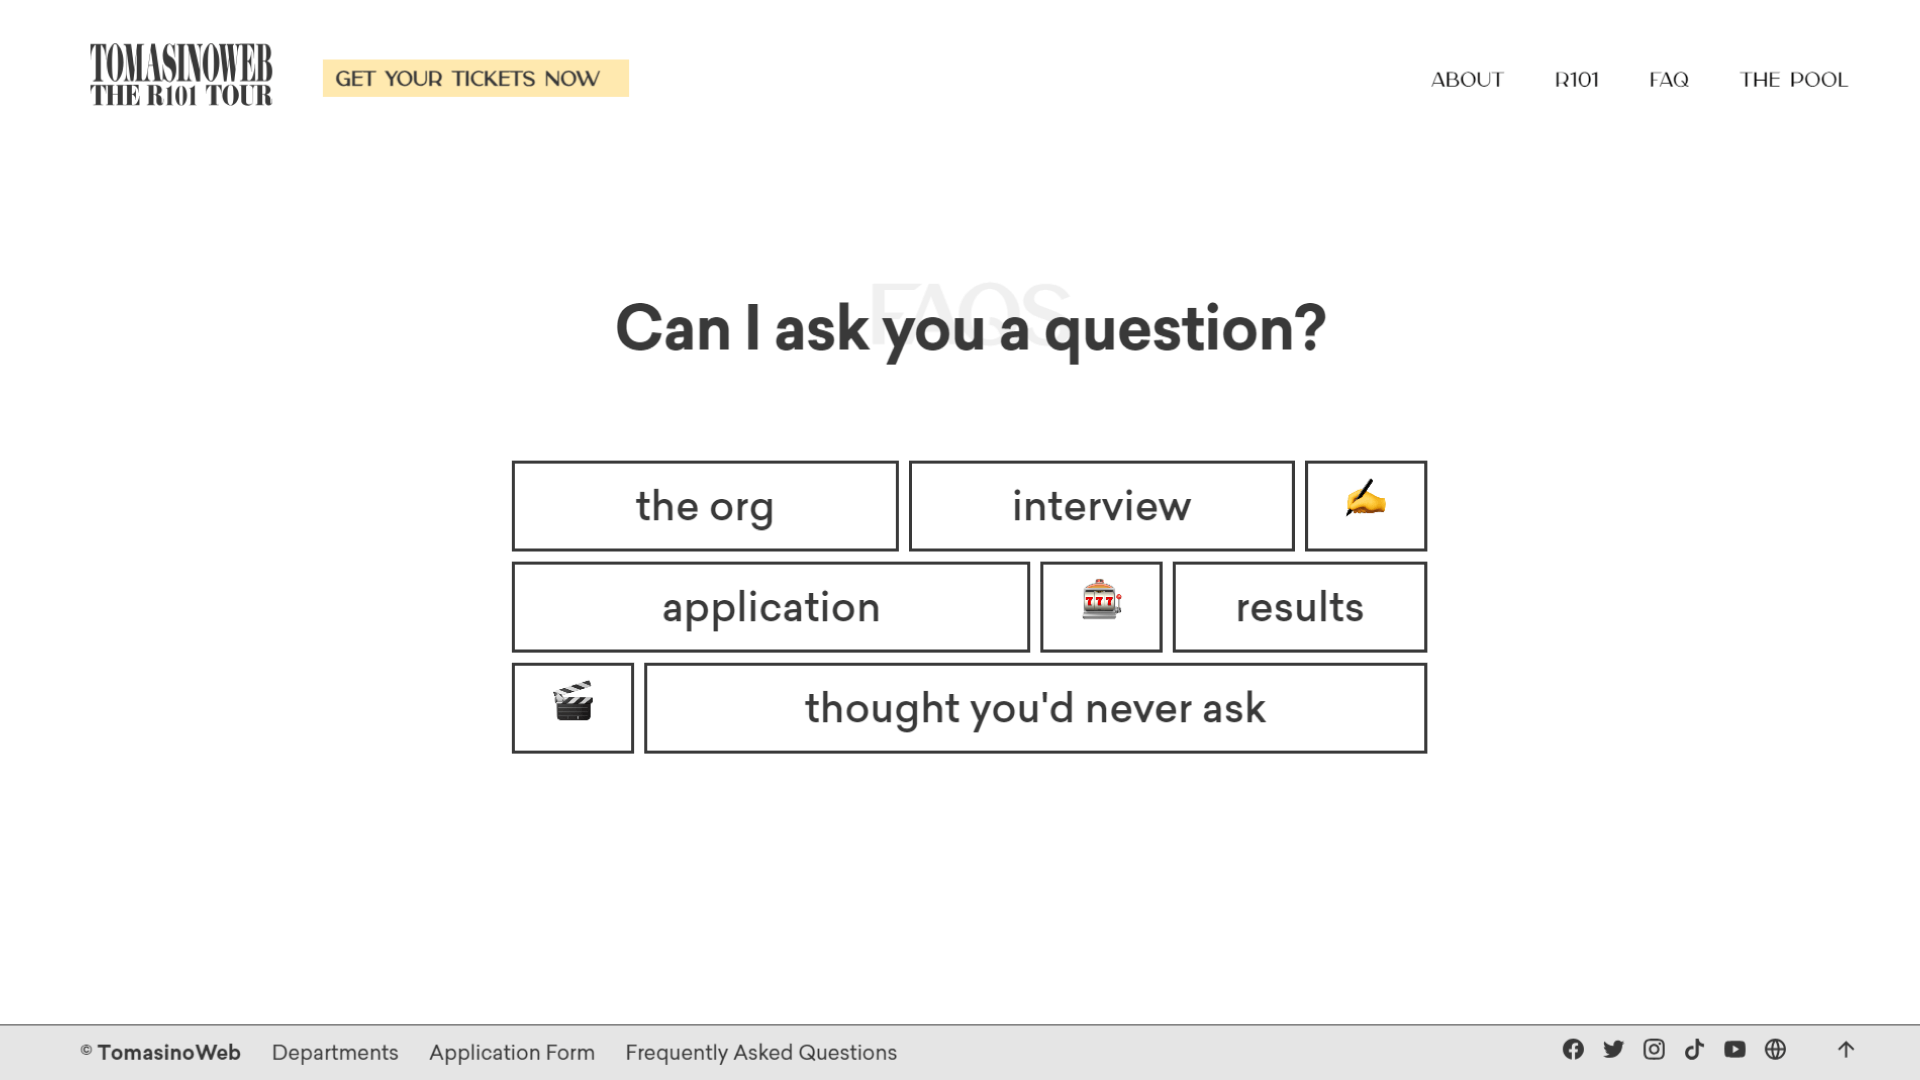 TOMASINOWEB
THE R101 TOUR
GET YOUR TICKETS NOW
ABOUT R101 FAQ THE POOL
FAQS
Can I ask you a question?
the org interview
application 777 results
thought you'd never ask
© TomasinoWeb Departments Application Form Frequently Asked Questions